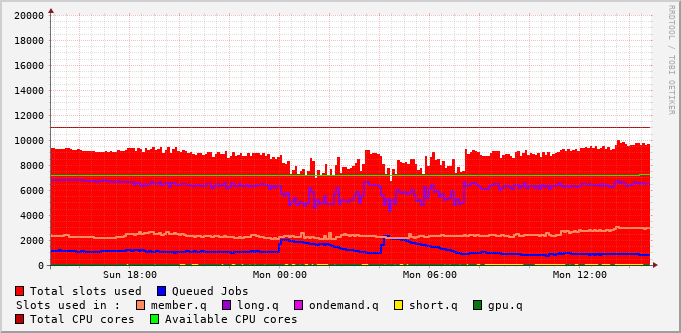 20000
18000
16000
14000
12000
10000
8000
6000
4000
2000
0
Sun 18:00 Mon 00:00 Mon 06:00 Mon 12:00
RRDTOOL / TOBI OETIKER
Total slots used Queued Jobs
Slots used in : member.q long.q ondemand.q short.q gpu.q
Total CPU cores Available CPU cores